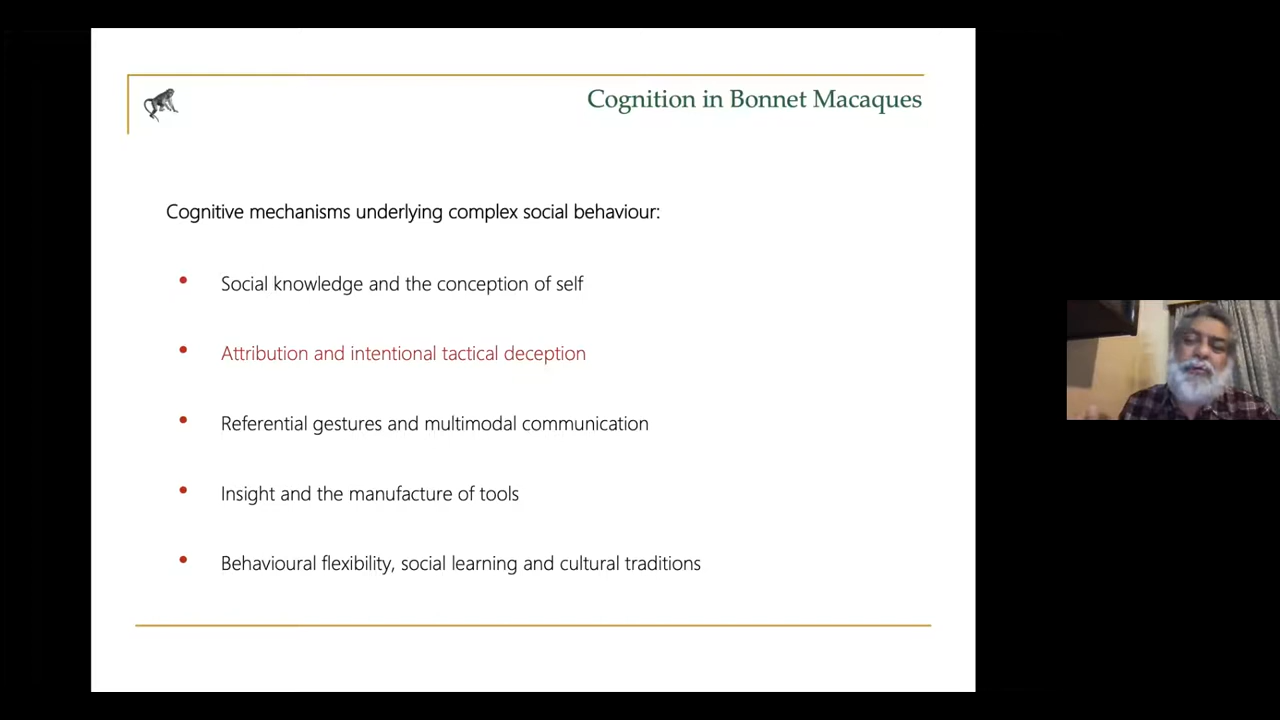 Cognition in Bonnet Macaques
Cognitive mechanisms underlying complex social behaviour:
• Social knowledge and the conception of self
• Attribution and intentional tactical deception
• Referential gestures and multimodal communication
• Insight and the manufacture of tools
• Behavioural flexibility, social learning and cultural traditions